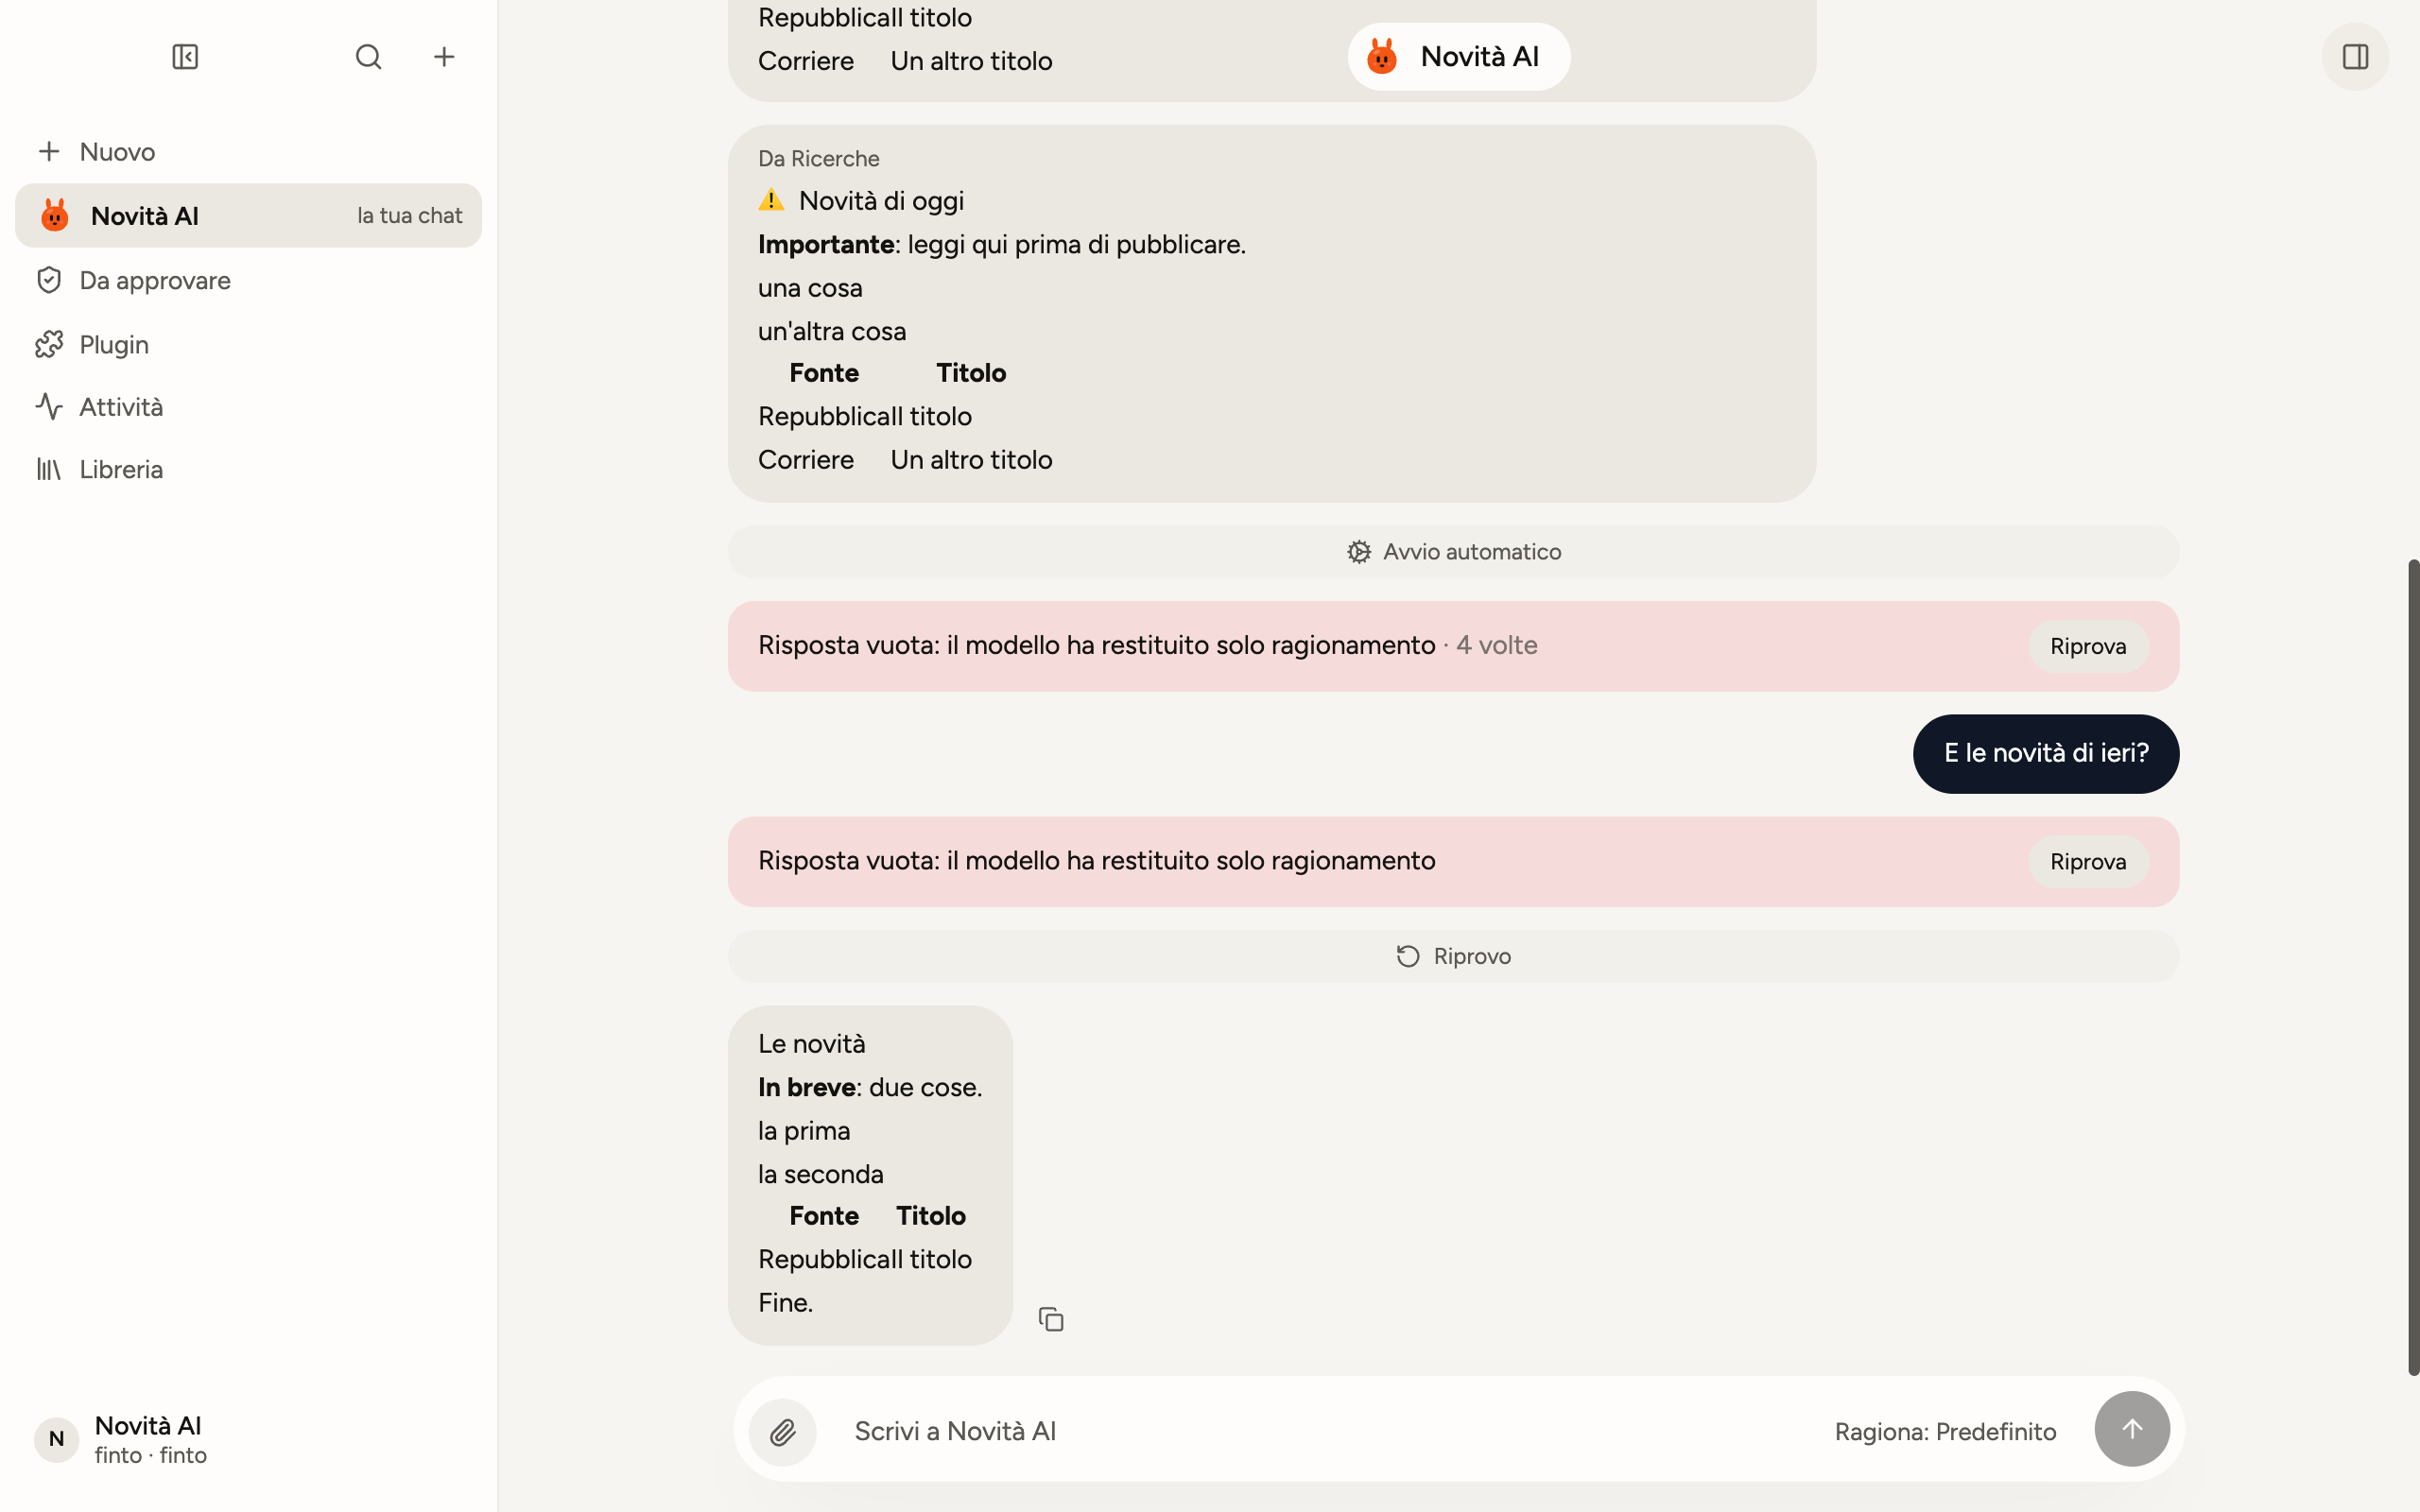 Nuovo
Novità AI
la tua chat
Da approvare
Plugin
Attività
Libreria
N
Novità AI
finto · finto
Novità AI
Repubblicall titolo
Corriere Un altro titolo
Da Ricerche
Novità di oggi
Importante: leggi qui prima di pubblicare.
una cosa
un'altra cosa
Fonte Titolo
RepubblicaIl titolo
Corriere Un altro titolo
Avvio automatico
Risposta vuota: il modello ha restituito solo ragionamento · 4 volte
Riprova
E le novità di ieri?
Risposta vuota: il modello ha restituito solo ragionamento
Riprova
Riprovo
Le novità
In breve: due cose.
la prima
la seconda
Fonte Titolo
RepubblicaIl titolo
Fine.
Scrivi a Novità AI
Ragiona: Predefinito